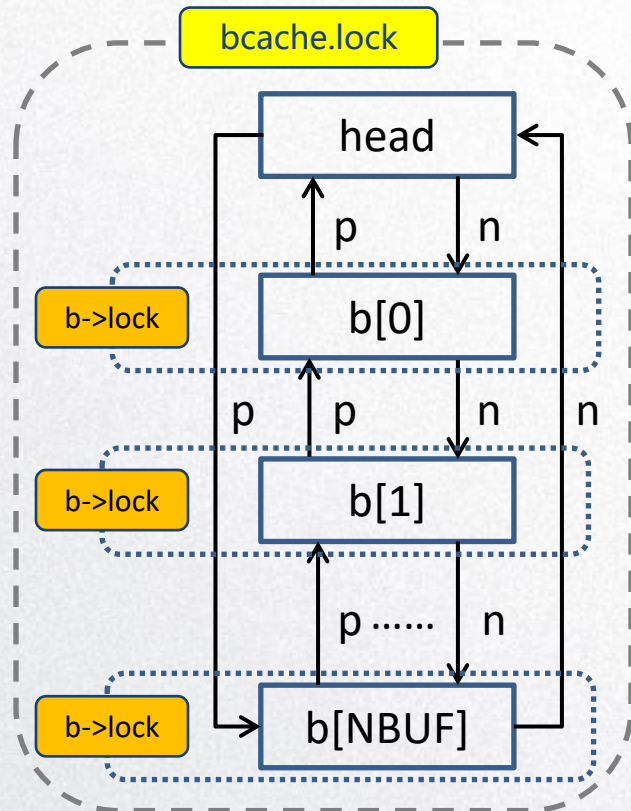 bcache.lock
head
p n
b->lock b[0]
p p n n
b->lock b[1]
p ...... n
b->lock b[NBUF]